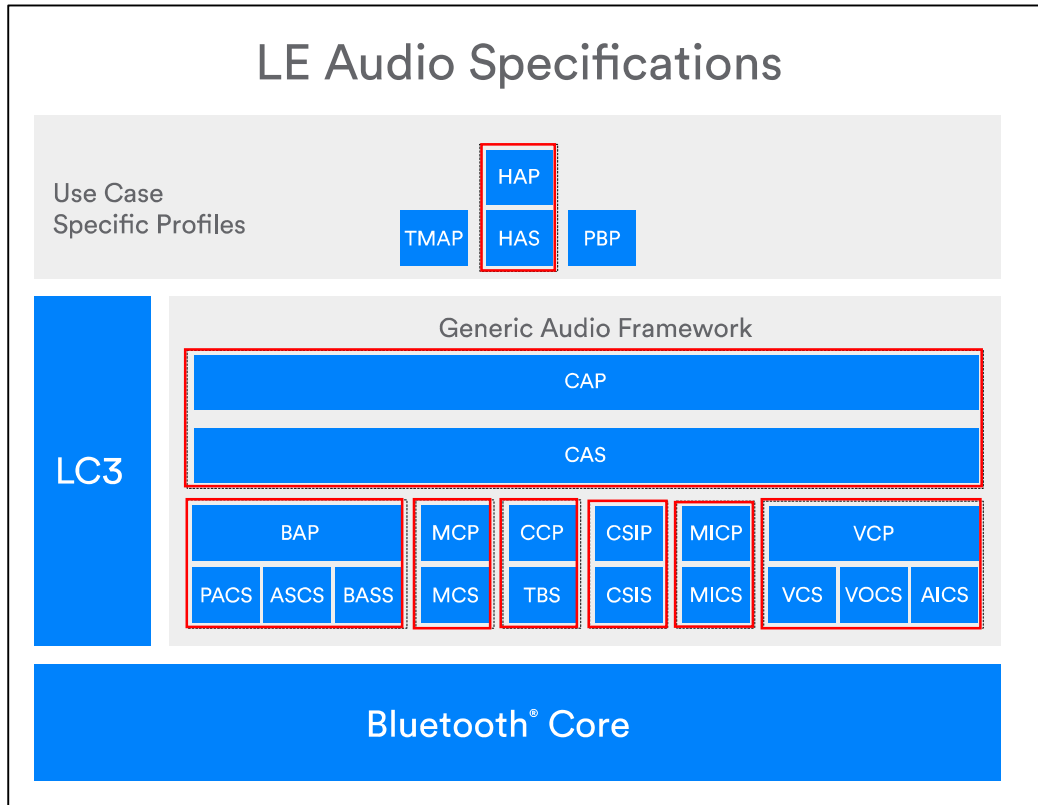 LE Audio Specifications
Use Case
Specific Profiles
HAP
TMAP HAS PBP
LC3
Generic Audio Framework
CAP
CAS
BAP MCP CCP CSIP MICP VCP
PACS ASCS BASS MCS TBS CSIS MICS VCS VOCS AICS
Bluetooth® Core